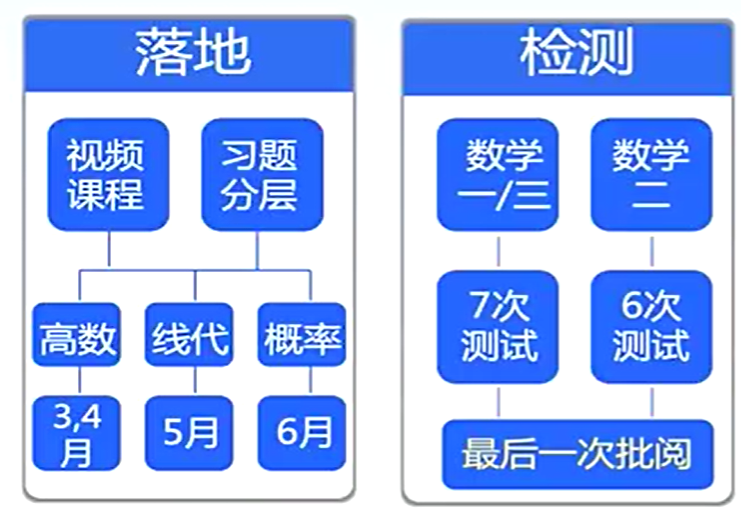 落地
视频
课程
习题
分层
高数
线代
概率
3,4
月
5月
6月
检测
数学
一/三
数学
二
7次
测试
6次
测试
最后一次批阅